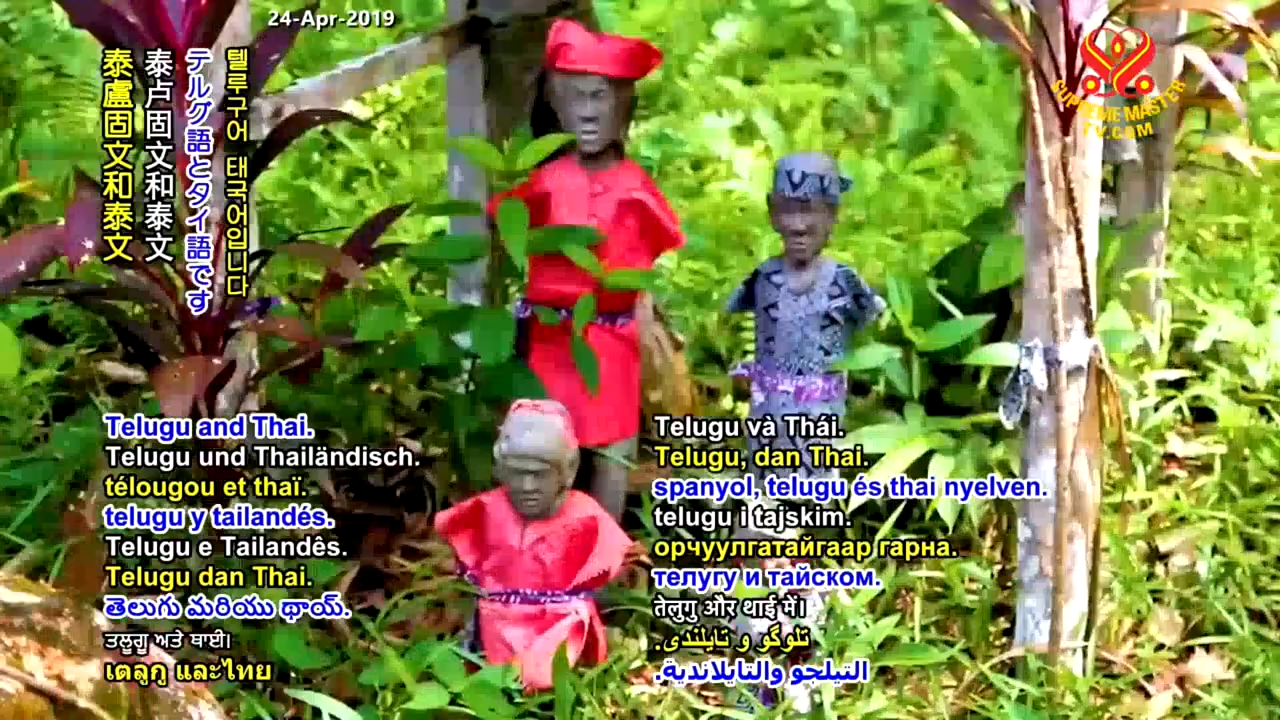 24-Apr-2019
SUPREME MASTER
TV.COM
텔루구어 태국어입니다
テルグ語とタイ語です
泰卢固文和泰文
泰盧固文和泰文
Telugu and Thai.
Telugu und Thailändisch.
télougou et thaï.
telugu y tailandés.
Telugu e Tailandês.
Telugu dan Thai.
తెలుగు మరియు థాయ్.
ਤਲੂਗੂ ਅਤੇ ਥਾਈ।
เตลูกู และไทย
Telugu và Thái.
Telugu, dan Thai.
spanyol, telugu és thai nyelven.
telugu i tajskim.
орчуулгатайгаар гарна.
телугу и тайском.
तेलुगु और थाई में।
تلوگو و تایلندی.
التيلجو والتايلاندية.